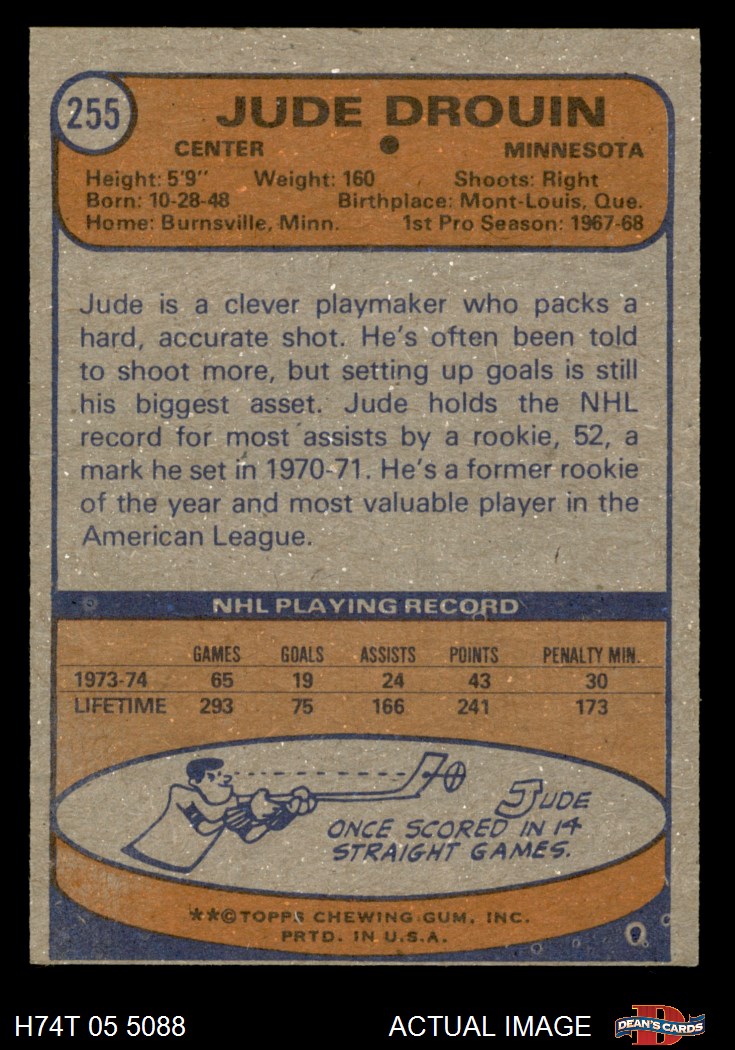 255
JUDE DROUIN
CENTER ● MINNESOTA
Height: 5'9" Weight: 160 Shoots: Right
Born: 10-28-48 Birthplace: Mont-Louis, Que.
Home: Burnsville, Minn. 1st Pro Season: 1967-68
Jude is a clever playmaker who packs a
hard, accurate shot. He's often been told
to shoot more, but setting up goals is still
his biggest asset. Jude holds the NHL
record for most assists by a rookie, 52, a
mark he set in 1970-71. He's a former rookie
of the year and most valuable player in the
American League.
NHL PLAYING RECORD
GAMES GOALS ASSISTS POINTS PENALTY MIN.
1973-74 65 19 24 43 30
LIFETIME 293 75 166 241 173
JUDE
ONCE SCORED IN 14
STRAIGHT GAMES.
**©TOPPS CHEWING GUM, INC.
PRTD. IN U.S.A.
H74T 05 5088 ACTUAL IMAGE
D
DEAN'S CARDS